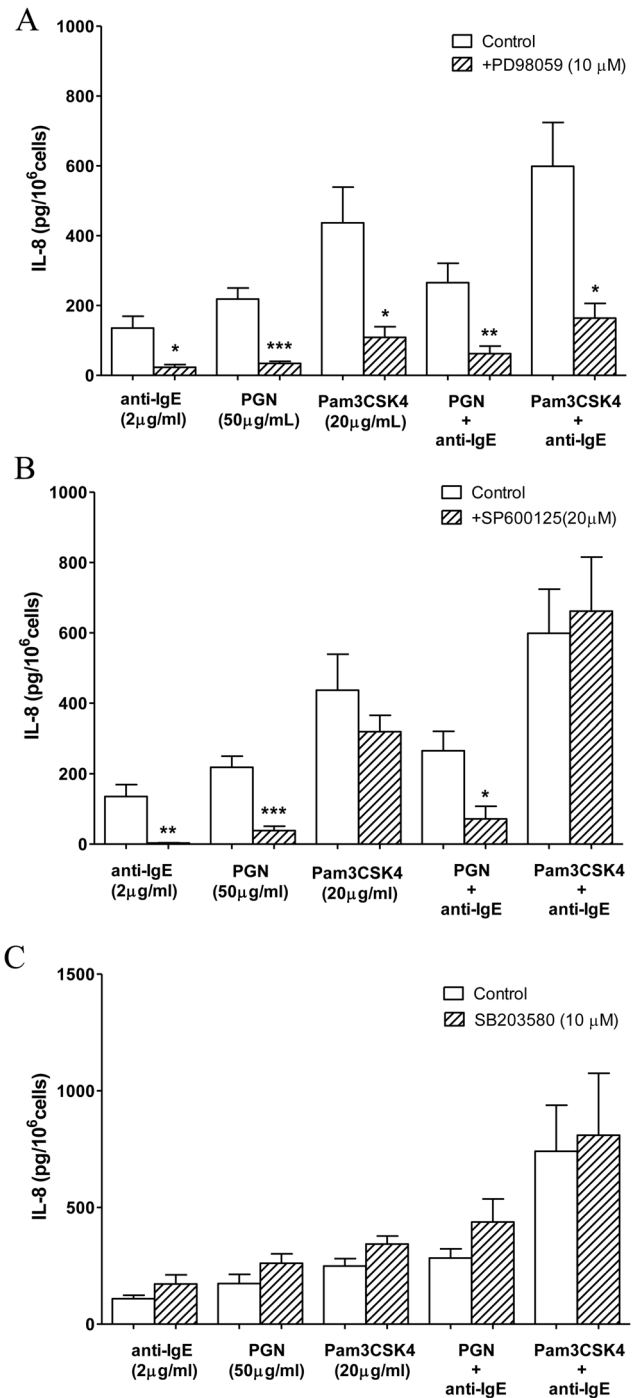 A
1000
800
600
400
200
0
IL-8 (pg/10⁶cells)
Control
+PD98059 (10 μM)
*
***
*
**
*
anti-IgE
(2μg/ml)
PGN
(50μg/mL)
Pam3CSK4
(20μg/mL)
PGN
+
anti-IgE
Pam3CSK4
+
anti-IgE
B
1000
800
600
400
200
0
IL-8 (pg/10⁶cells)
Control
+SP600125(20μM)
**
***
*
anti-IgE
(2μg/ml)
PGN
(50μg/ml)
Pam3CSK4
(20μg/ml)
PGN
+
anti-IgE
Pam3CSK4
+
anti-IgE
C
1500
1000
500
0
IL-8 (pg/10⁶cells)
Control
SB203580 (10 μM)
anti-IgE
(2μg/ml)
PGN
(50μg/ml)
Pam3CSK4
(20μg/ml)
PGN
+
anti-IgE
Pam3CSK4
+
anti-IgE